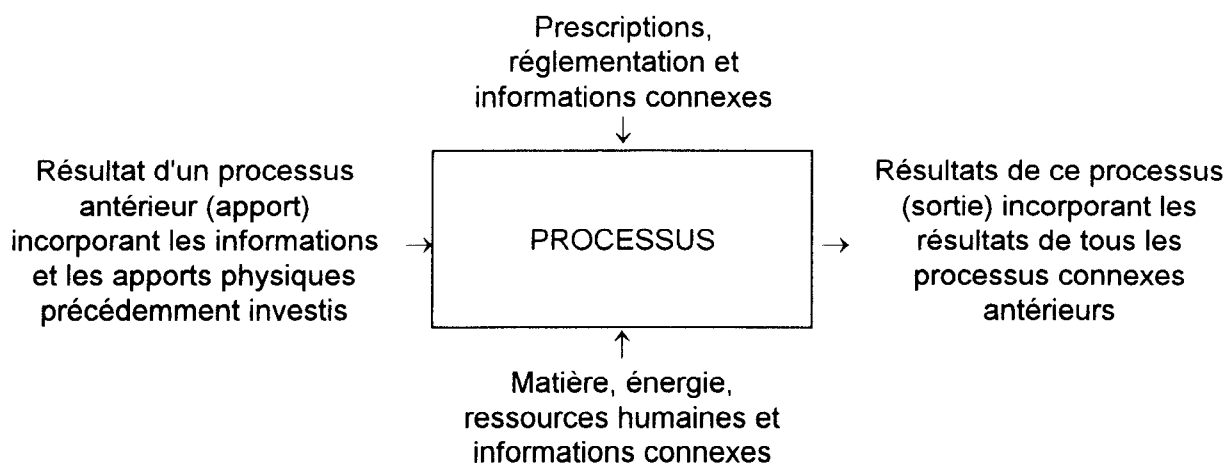 Prescriptions,
réglementation et
informations connexes
↓
Résultat d'un processus
antérieur (apport)
incorporant les informations
et les apports physiques
précédemment investis
→
PROCESSUS
→
Résultats de ce processus
(sortie) incorporant les
résultats de tous les
processus connexes
antérieurs
↑
Matière, énergie,
ressources humaines et
informations connexes